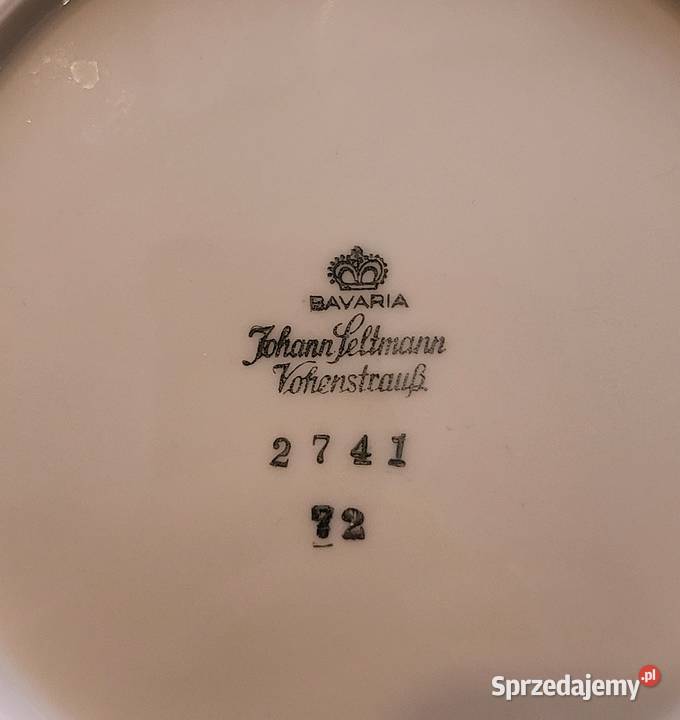 BAVARIA
Johann Seltmann
Vohenstrauß
2741
72
Sprzedajemy.pl